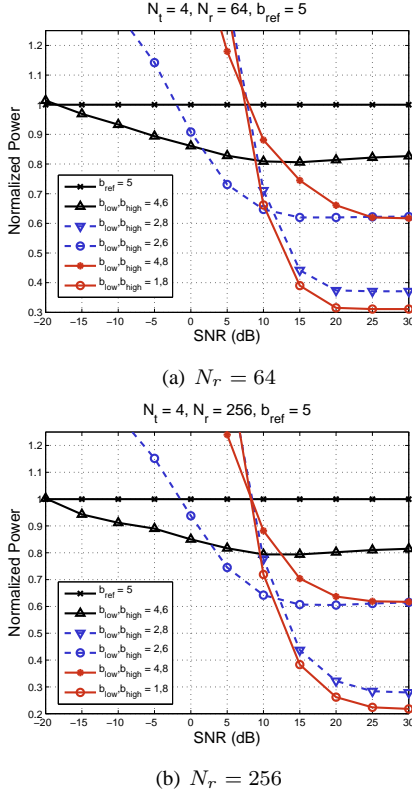 N_t = 4, N_r = 64, b_ref = 5
Normalized Power
1.2
1.1
1
0.9
0.8
0.7
0.6
0.5
0.4
0.3
b_ref = 5
b_low,b_high = 4,6
b_low,b_high = 2,8
b_low,b_high = 2,6
b_low,b_high = 4,8
b_low,b_high = 1,8
−20 −15 −10 −5 0 5 10 15 20 25 30
SNR (dB)
(a) N_r = 64
N_t = 4, N_r = 256, b_ref = 5
Normalized Power
1.2
1.1
1
0.9
0.8
0.7
0.6
0.5
0.4
0.3
0.2
b_ref = 5
b_low,b_high = 4,6
b_low,b_high = 2,8
b_low,b_high = 2,6
b_low,b_high = 4,8
b_low,b_high = 1,8
−20 −15 −10 −5 0 5 10 15 20 25 30
SNR (dB)
(b) N_r = 256